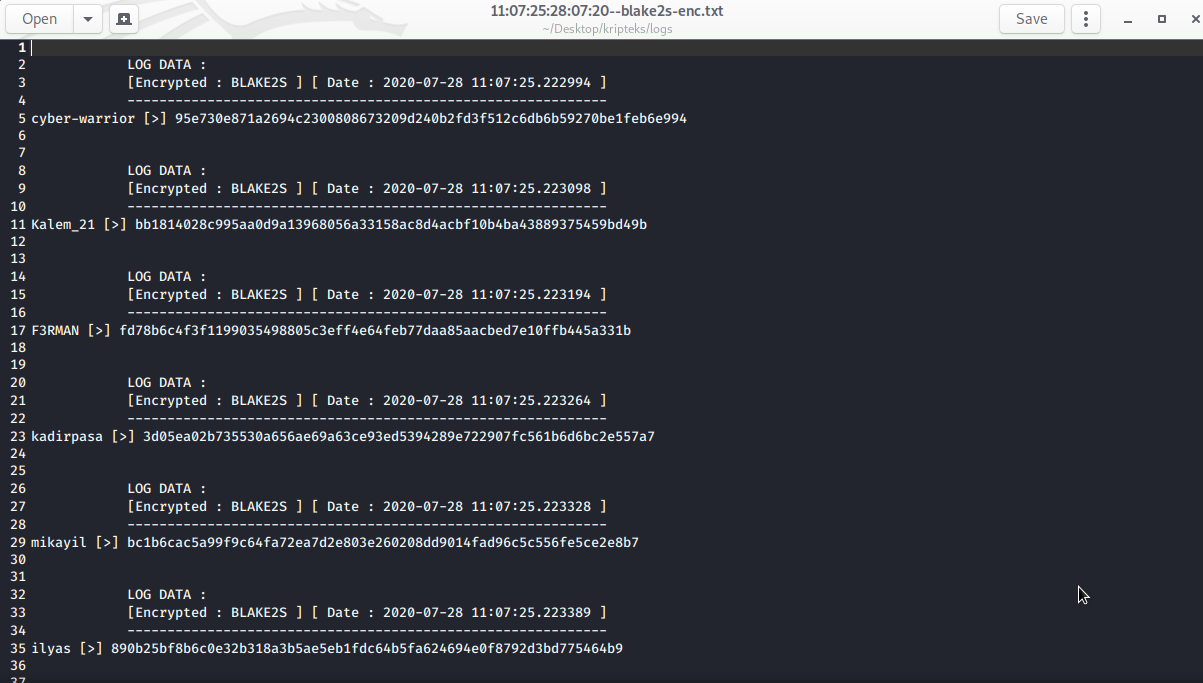 Open
11:07:25:28:07:20--blake2s-enc.txt
~/Desktop/kripteks/logs
Save
1
2 LOG DATA :
3 [Encrypted : BLAKE2S ] [ Date : 2020-07-28 11:07:25.222994 ]
4 ------------------------------------------------------------
5 cyber-warrior [>] 95e730e871a2694c2300808673209d240b2fd3f512c6db6b59270be1feb6e994
6
7
8 LOG DATA :
9 [Encrypted : BLAKE2S ] [ Date : 2020-07-28 11:07:25.223098 ]
10 ------------------------------------------------------------
11 Kalem_21 [>] bb1814028c995aa0d9a13968056a33158ac8d4acbf10b4ba43889375459bd49b
12
13
14 LOG DATA :
15 [Encrypted : BLAKE2S ] [ Date : 2020-07-28 11:07:25.223194 ]
16 ------------------------------------------------------------
17 F3RMAN [>] fd78b6c4f3f1199035498805c3eff4e64feb77daa85aacbed7e10ffb445a331b
18
19
20 LOG DATA :
21 [Encrypted : BLAKE2S ] [ Date : 2020-07-28 11:07:25.223264 ]
22 ------------------------------------------------------------
23 kadirpasa [>] 3d05ea02b735530a656ae69a63ce93ed5394289e722907fc561b6d6bc2e557a7
24
25
26 LOG DATA :
27 [Encrypted : BLAKE2S ] [ Date : 2020-07-28 11:07:25.223328 ]
28 ------------------------------------------------------------
29 mikayil [>] bc1b6cac5a99f9c64fa72ea7d2e803e260208dd9014fad96c5c556fe5ce2e8b7
30
31
32 LOG DATA :
33 [Encrypted : BLAKE2S ] [ Date : 2020-07-28 11:07:25.223389 ]
34 ------------------------------------------------------------
35 ilyas [>] 890b25bf8b6c0e32b318a3b5ae5eb1fdc64b5fa624694e0f8792d3bd775464b9
36
37